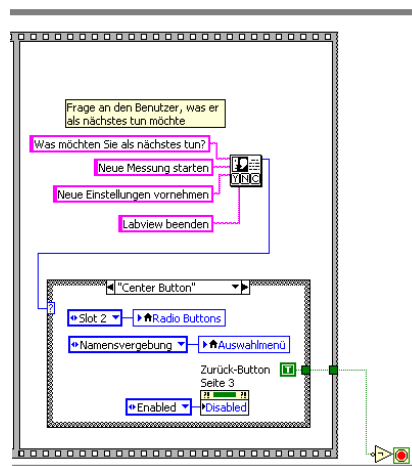 Frage an den Benutzer, was er
als nächstes tun möchte
Was möchten Sie als nächstes tun?
Neue Messung starten
Neue Einstellungen vornehmen
Labview beenden
Y N C
?
"Center Button"
Slot 2
Radio Buttons
Namensvergebung
Auswahlmenü
Zurück-Button
Seite 3
T
?!
?!
Enabled
Disabled